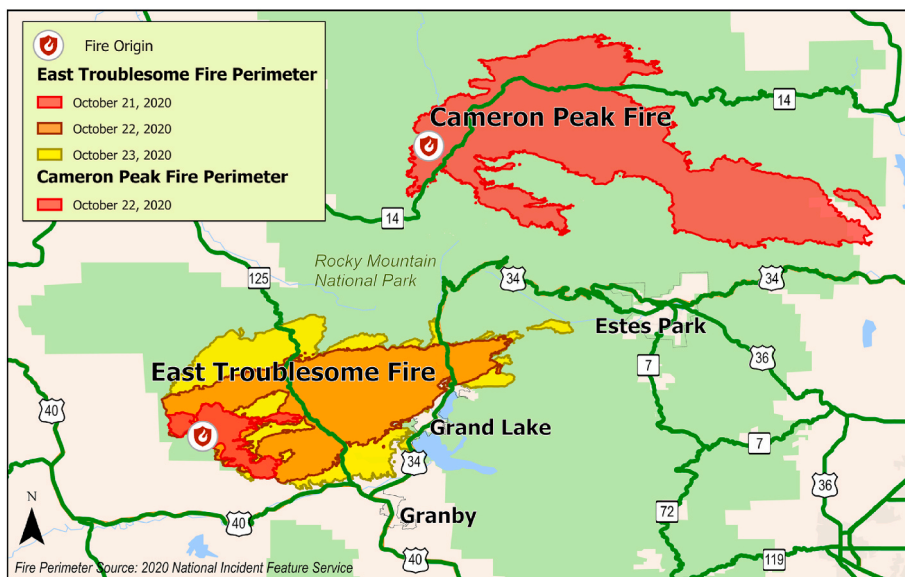 Fire Origin
East Troublesome Fire Perimeter
October 21, 2020
October 22, 2020
October 23, 2020
Cameron Peak Fire Perimeter
October 22, 2020
14
Cameron Peak Fire
14
Rocky Mountain
National Park
125
34
34
Estes Park
36
7
East Troublesome Fire
40
Grand Lake
34
7
36
72
Granby
40
40
119
N
Fire Perimeter Source: 2020 National Incident Feature Service